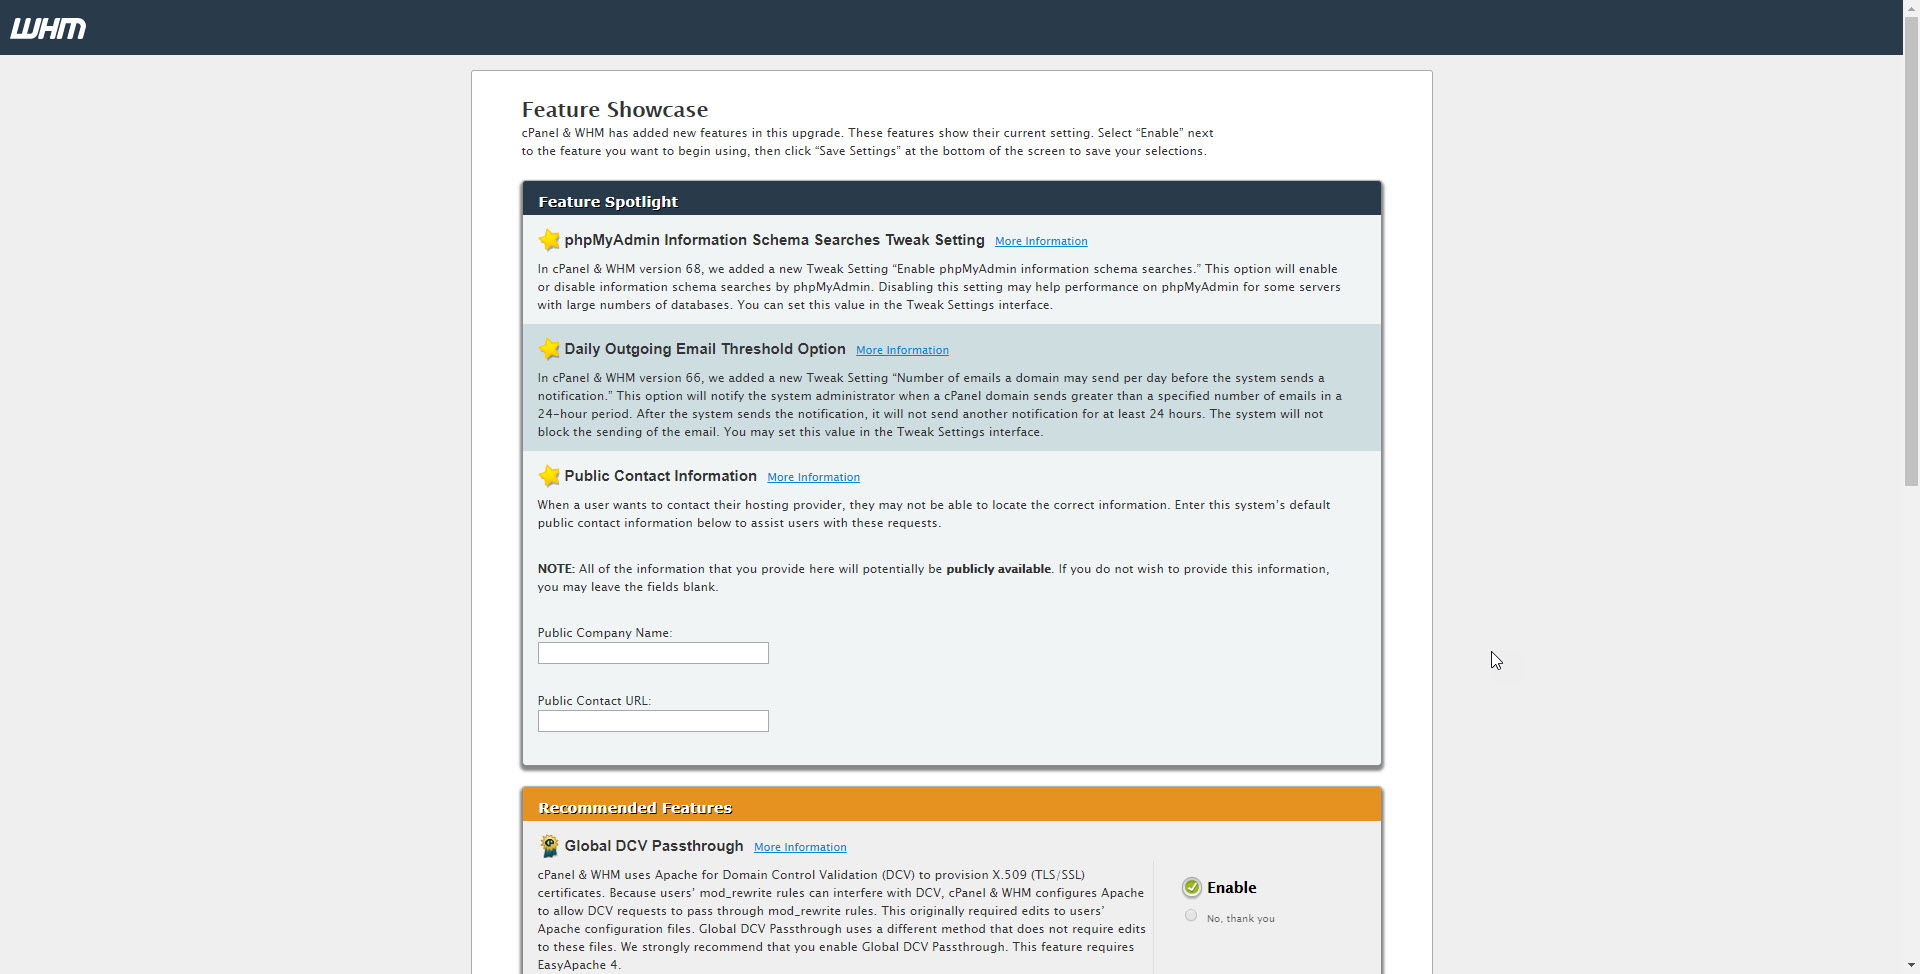 WHM
Feature Showcase
cPanel & WHM has added new features in this upgrade. These features show their current setting. Select “Enable” next
to the feature you want to begin using, then click “Save Settings” at the bottom of the screen to save your selections.
Feature Spotlight
phpMyAdmin Information Schema Searches Tweak Setting More Information
In cPanel & WHM version 68, we added a new Tweak Setting “Enable phpMyAdmin information schema searches.” This option will enable
or disable information schema searches by phpMyAdmin. Disabling this setting may help performance on phpMyAdmin for some servers
with large numbers of databases. You can set this value in the Tweak Settings interface.
Daily Outgoing Email Threshold Option More Information
In cPanel & WHM version 66, we added a new Tweak Setting “Number of emails a domain may send per day before the system sends a
notification.” This option will notify the system administrator when a cPanel domain sends greater than a specified number of emails in a
24-hour period. After the system sends the notification, it will not send another notification for at least 24 hours. The system will not
block the sending of the email. You may set this value in the Tweak Settings interface.
Public Contact Information More Information
When a user wants to contact their hosting provider, they may not be able to locate the correct information. Enter this system’s default
public contact information below to assist users with these requests.
NOTE: All of the information that you provide here will potentially be publicly available. If you do not wish to provide this information,
you may leave the fields blank.
Public Company Name:
Public Contact URL:
Recommended Features
Global DCV Passthrough More Information
cPanel & WHM uses Apache for Domain Control Validation (DCV) to provision X.509 (TLS/SSL)
certificates. Because users’ mod_rewrite rules can interfere with DCV, cPanel & WHM configures Apache
to allow DCV requests to pass through mod_rewrite rules. This originally required edits to users’
Apache configuration files. Global DCV Passthrough uses a different method that does not require edits
to these files. We strongly recommend that you enable Global DCV Passthrough. This feature requires
EasyApache 4.
Enable
No, thank you